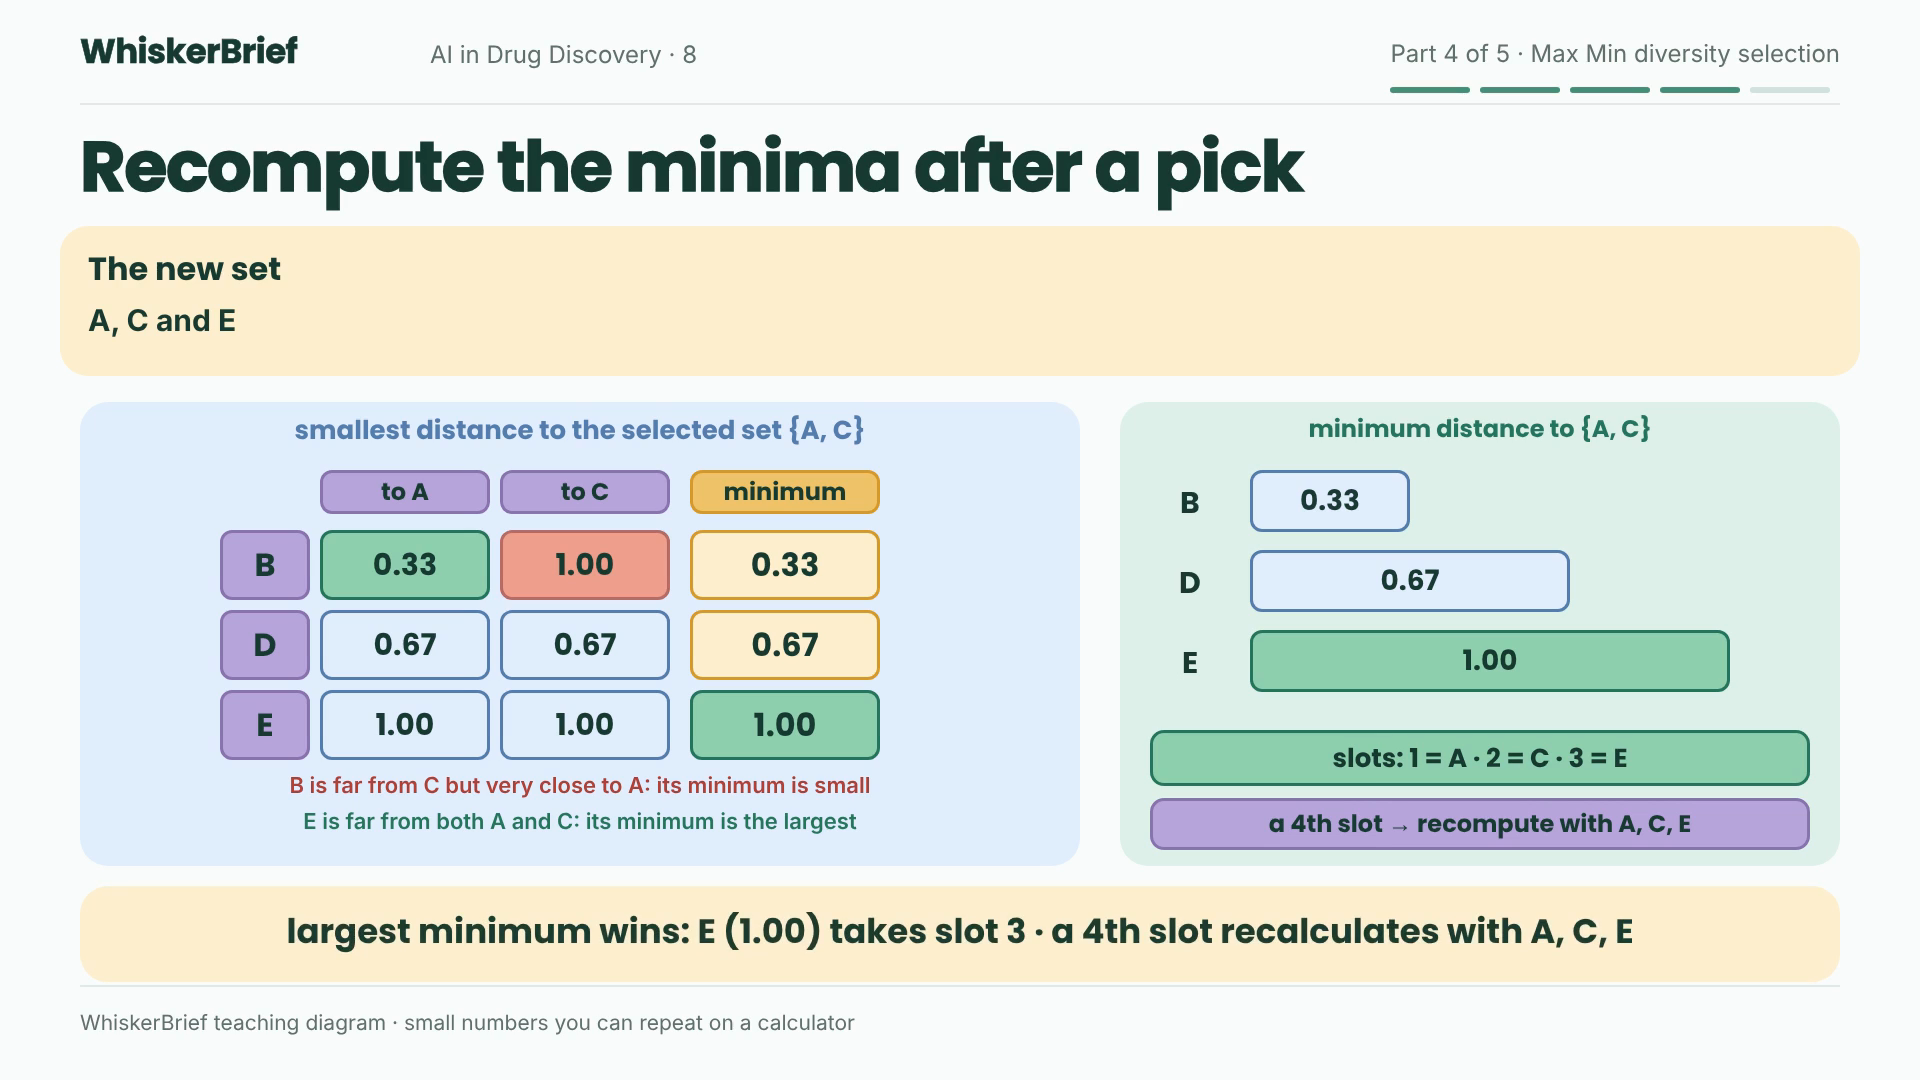 WhiskerBrief
AI in Drug Discovery · 8
Part 4 of 5 · Max Min diversity selection
Recompute the minima after a pick
The new set
A, C and E
smallest distance to the selected set {A, C}
to A to C minimum
B 0.33 1.00 0.33
D 0.67 0.67 0.67
E 1.00 1.00 1.00
B is far from C but very close to A: its minimum is small
E is far from both A and C: its minimum is the largest
minimum distance to {A, C}
B 0.33
D 0.67
E 1.00
slots: 1 = A · 2 = C · 3 = E
a 4th slot → recompute with A, C, E
largest minimum wins: E (1.00) takes slot 3 · a 4th slot recalculates with A, C, E
WhiskerBrief teaching diagram · small numbers you can repeat on a calculator